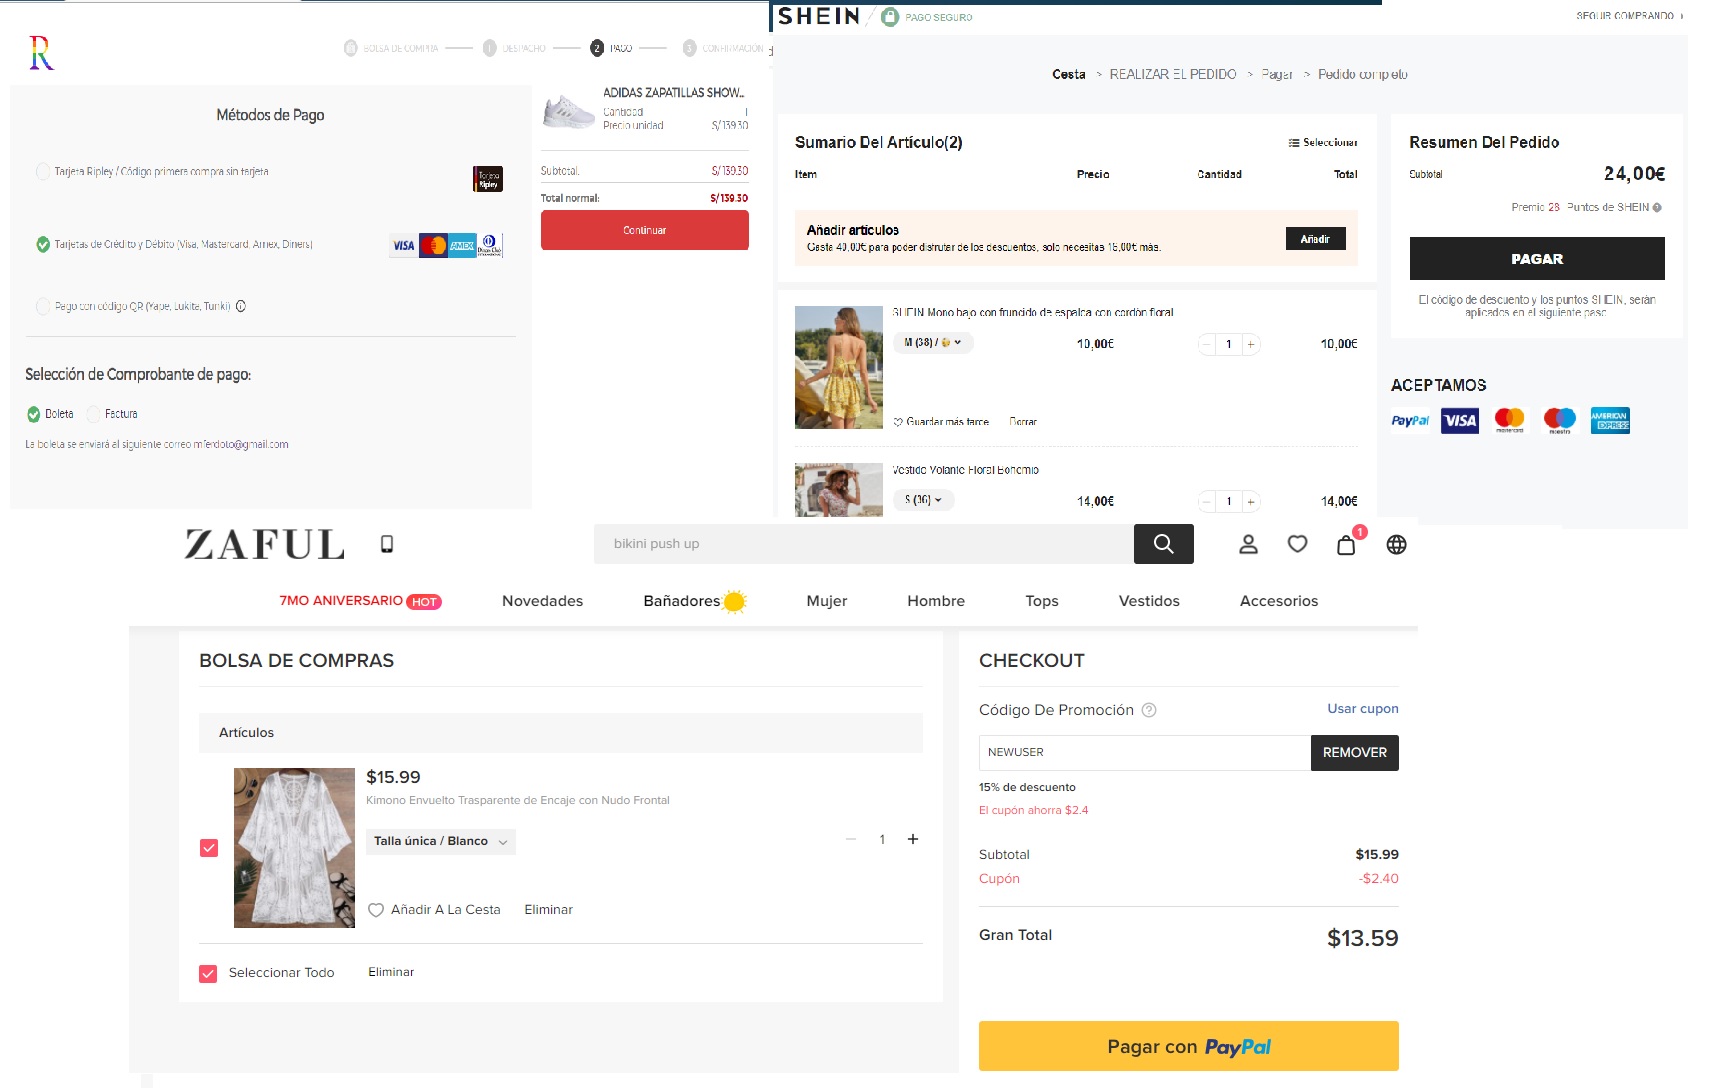 R
BOLSA DE COMPRA
1 DESPACHO
2 PAGO
3 CONFIRMACIÓN
Métodos de Pago
Tarjeta Ripley / Código primera compra sin tarjeta
Tarjeta Ripley
Tarjetas de Crédito y Débito (Visa, Mastercard, Amex, Diners)
VISA AMEX
Pago con código QR (Yape, Lukita, Tunki)
Selección de Comprobante de pago:
Boleta Factura
La boleta se enviará al siguiente correo mferdoto@gmail.com
ADIDAS ZAPATILLAS SHOW...
Cantidad 1
Precio unidad S/139.30
Subtotal: S/139.30
Total normal: S/139.30
Continuar
SHEIN PAGO SEGURO
SEGUIR COMPRANDO
Cesta > REALIZAR EL PEDIDO > Pagar > Pedido completo
Sumario Del Artículo(2)
Seleccionar
Item Precio Cantidad Total
Añadir artículos
Gasta 40,00€ para poder disfrutar de los descuentos, solo necesitas 16,00€ más.
Añadir
SHEIN Mono bajo con fruncido de espalda con cordón floral
M (38) / 10,00€ − 1 + 10,00€
Guardar más tarde Borrar
Vestido Volante Floral Bohemio
S (36) 14,00€ − 1 + 14,00€
Resumen Del Pedido
Subtotal 24,00€
Premio 26 Puntos de SHEIN
PAGAR
El código de descuento y los puntos SHEIN, serán
aplicados en el siguiente paso
ACEPTAMOS
PayPal VISA mastercard maestro AMERICAN EXPRESS
ZAFUL
bikini push up
1
7MO ANIVERSARIO HOT Novedades Bañadores Mujer Hombre Tops Vestidos Accesorios
BOLSA DE COMPRAS
Artículos
$15.99
Kimono Envuelto Trasparente de Encaje con Nudo Frontal
Talla única / Blanco
− 1 +
Añadir A La Cesta Eliminar
Seleccionar Todo Eliminar
CHECKOUT
Código De Promoción ? Usar cupon
NEWUSER REMOVER
15% de descuento
El cupón ahorra $2.4
Subtotal $15.99
Cupón -$2.40
Gran Total $13.59
Pagar con PayPal